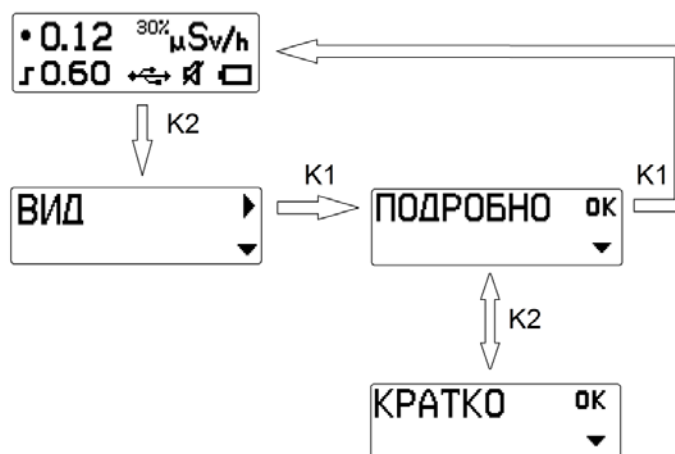 0.12 30% μSv/h
0.60
K2
ВИД
K1
ПОДРОБНО OK
K1
K2
КРАТКО OK